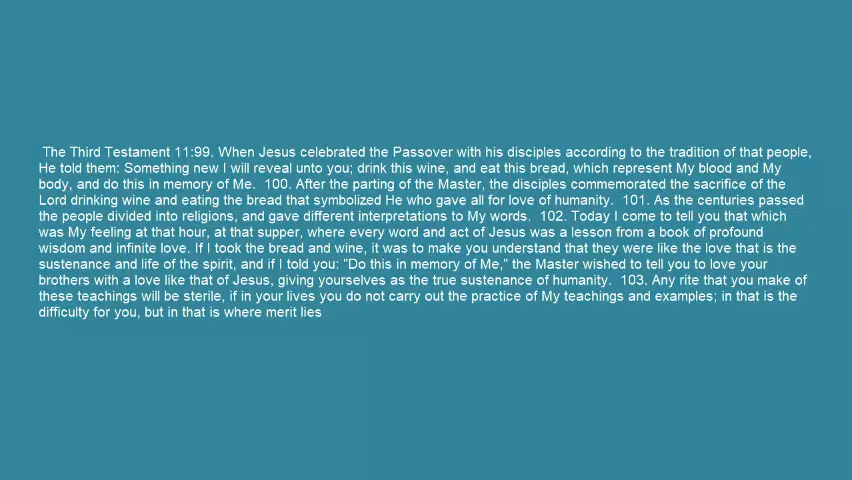 The Third Testament 11:99. When Jesus celebrated the Passover with his disciples according to the tradition of that people,
He told them: Something new I will reveal unto you; drink this wine, and eat this bread, which represent My blood and My
body, and do this in memory of Me.  100. After the parting of the Master, the disciples commemorated the sacrifice of the
Lord drinking wine and eating the bread that symbolized He who gave all for love of humanity.  101. As the centuries passed
the people divided into religions, and gave different interpretations to My words.  102. Today I come to tell you that which
was My feeling at that hour, at that supper, where every word and act of Jesus was a lesson from a book of profound
wisdom and infinite love. If I took the bread and wine, it was to make you understand that they were like the love that is the
sustenance and life of the spirit, and if I told you: "Do this in memory of Me," the Master wished to tell you to love your
brothers with a love like that of Jesus, giving yourselves as the true sustenance of humanity.  103. Any rite that you make of
these teachings will be sterile, if in your lives you do not carry out the practice of My teachings and examples; in that is the
difficulty for you, but in that is where merit lies